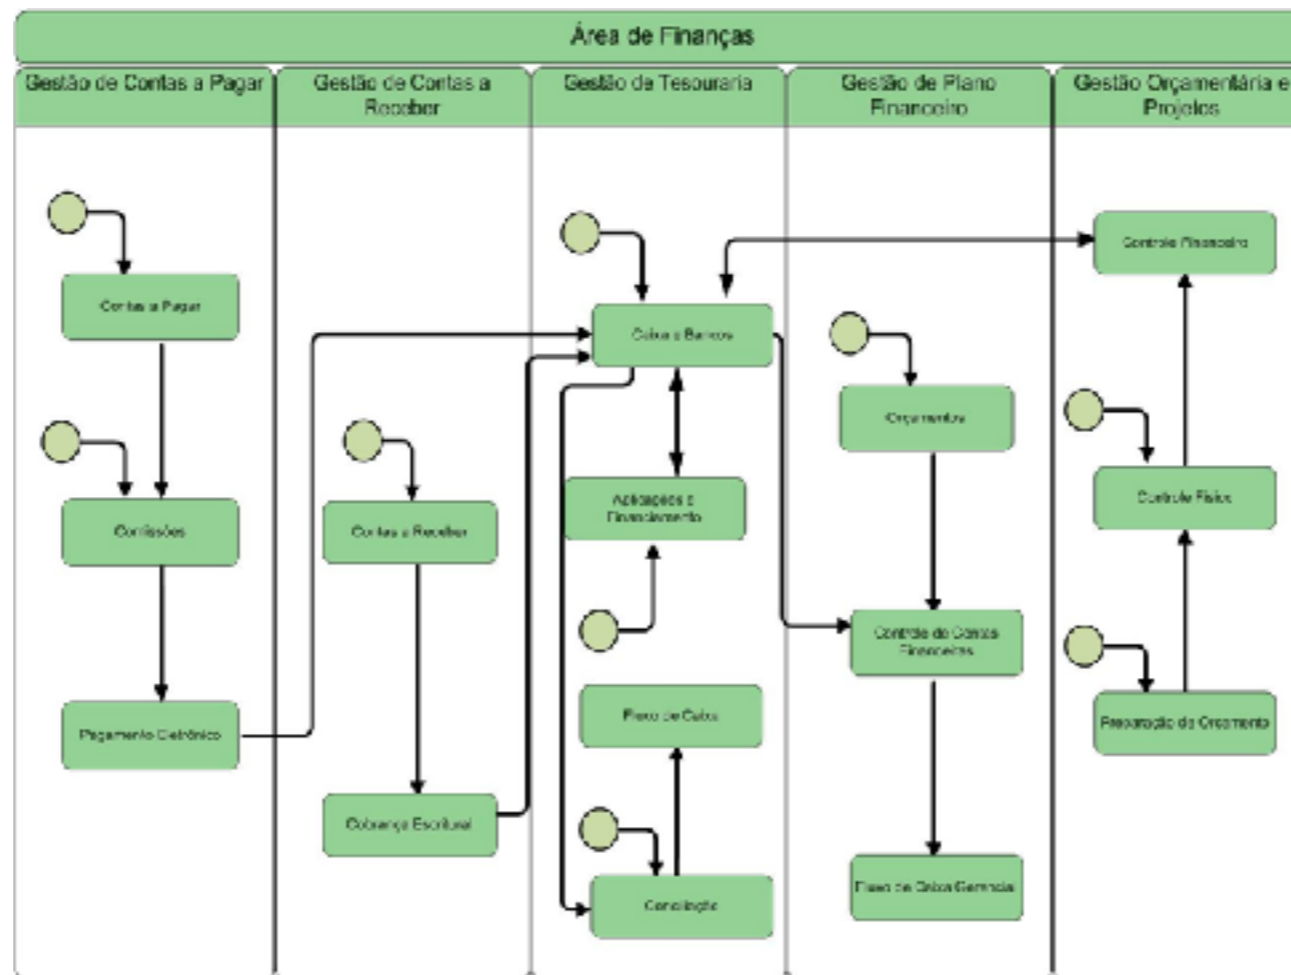 Área de Finanças
Gestão de Contas a Pagar
Gestão de Contas a
Receber
Gestão de Tesouraria
Gestão de Plano
Financeiro
Gestão Orçamentária e
Projetos
Contas a Pagar
Comissões
Pagamento Eletrônico
Contas a Receber
Cobrança Escritural
Caixa e Bancos
Aplicações e
Financiamento
Fluxo de Caixa
Conciliação
Orçamentos
Controle de Contas
Financeiras
Fluxo de Caixa Gerencial
Controle Financeiro
Controle Físico
Preparação do Orçamento